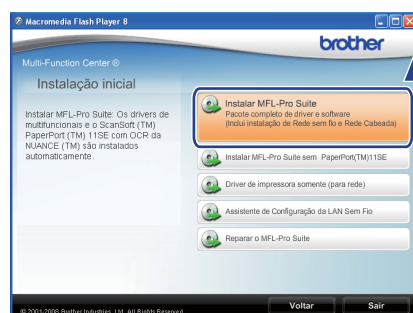 Macromedia Flash Player 8
brother
Multi-Function Center ®
Instalação inicial
Instalar MFL-Pro Suite: Os drivers de
multifuncionais e o ScanSoft (TM)
PaperPort (TM) 11SE com OCR da
NUANCE (TM) são instalados
automaticamente.
Instalar MFL-Pro Suite
Pacote completo de driver e software
(Inclui instalação de Rede sem fio e Rede Cabeada)
Instalar MFL-Pro Suite sem PaperPort(TM)11SE
Driver de impressora somente (para rede)
Assistente de Configuração da LAN Sem Fio
Reparar o MFL-Pro Suite
© 2001-2008 Brother Industries, Ltd. All Rights Reserved.
Voltar
Sair